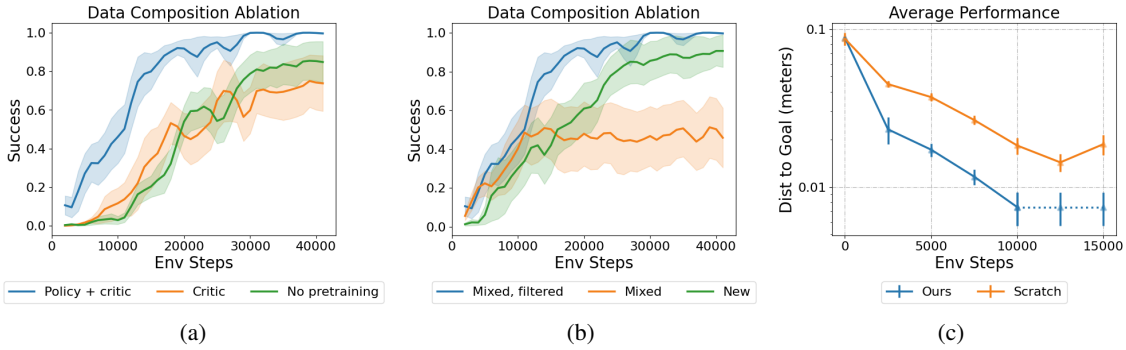 Data Composition Ablation
Success
1.0
0.8
0.6
0.4
0.2
0.0
0 10000 20000 30000 40000
Env Steps
Policy + critic Critic No pretraining
(a)
Data Composition Ablation
Success
1.0
0.8
0.6
0.4
0.2
0.0
0 10000 20000 30000 40000
Env Steps
Mixed, filtered Mixed New
(b)
Average Performance
Dist to Goal (meters)
0.1
0.01
0 5000 10000 15000
Env Steps
Ours Scratch
(c)